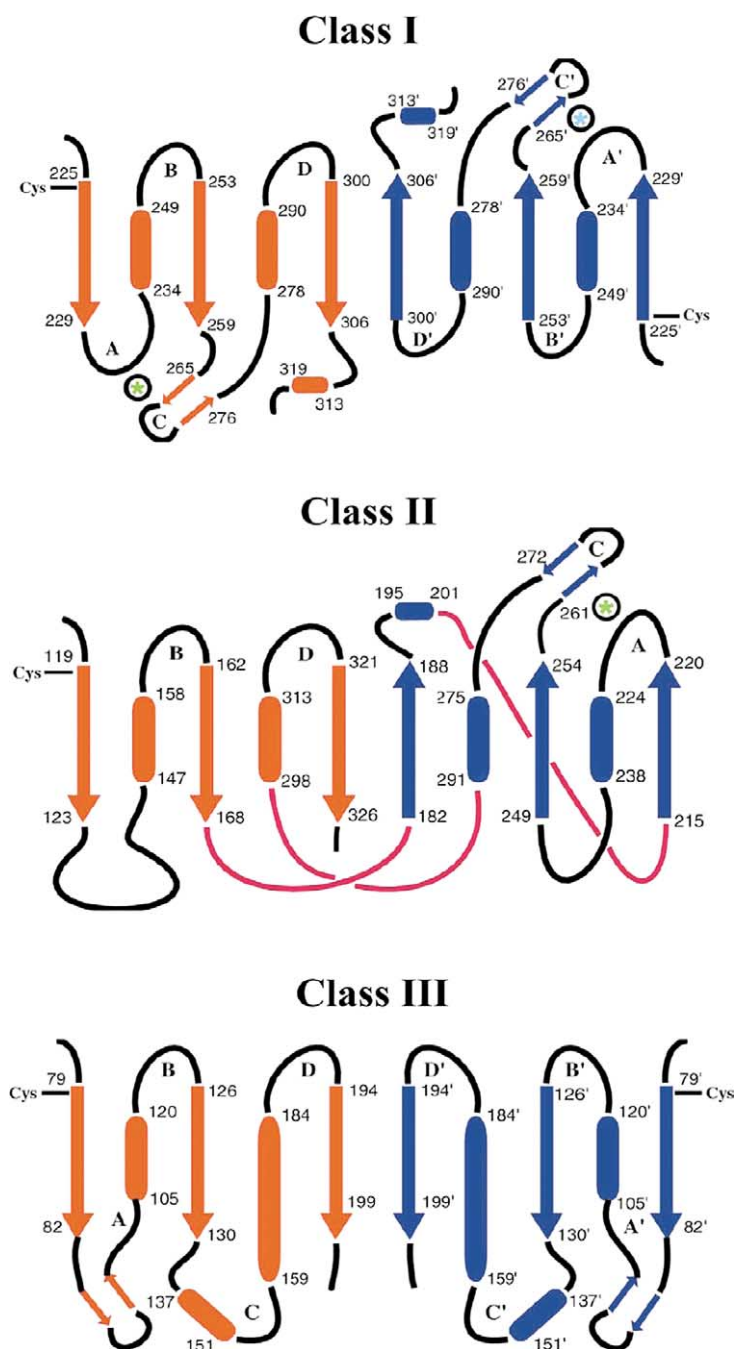 Class I
313' 276' C'
319' 265' *
225 B 253 D 300 306' 259' A' 229'
Cys
249 290 278' 234'
234 278 290' 249'
229 259 306 300' 253' Cys
A 265 319 D' B' 225'
* C 276 313
Class II
272 C
195 201 261 *
119 B 162 D 321 188 254 A 220
Cys
158 313 275 224
147 298 291 238
123 168 326 182 249 215
Class III
79 B 126 D 194 D' 194' B' 126' 79'
Cys Cys
120 184 184' 120'
105 105'
82 A 130 199 199' 130' A' 82'
137 159 159' 137'
151 C C' 151'